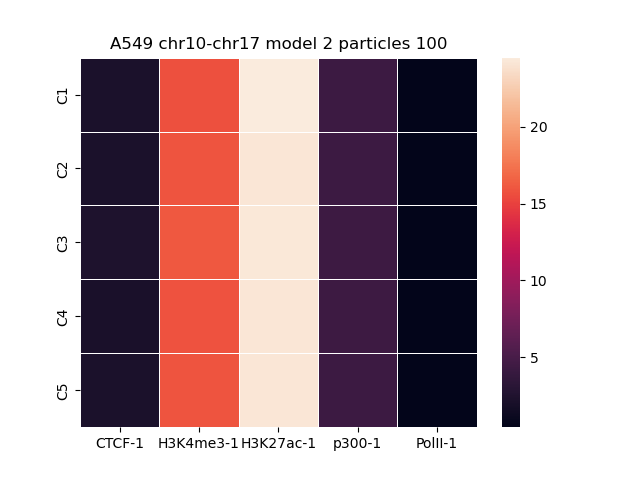 A549 chr10-chr17 model 2 particles 100
C1
C2
C3
C4
C5
CTCF-1 H3K4me3-1 H3K27ac-1 p300-1 PolII-1
20
15
10
5